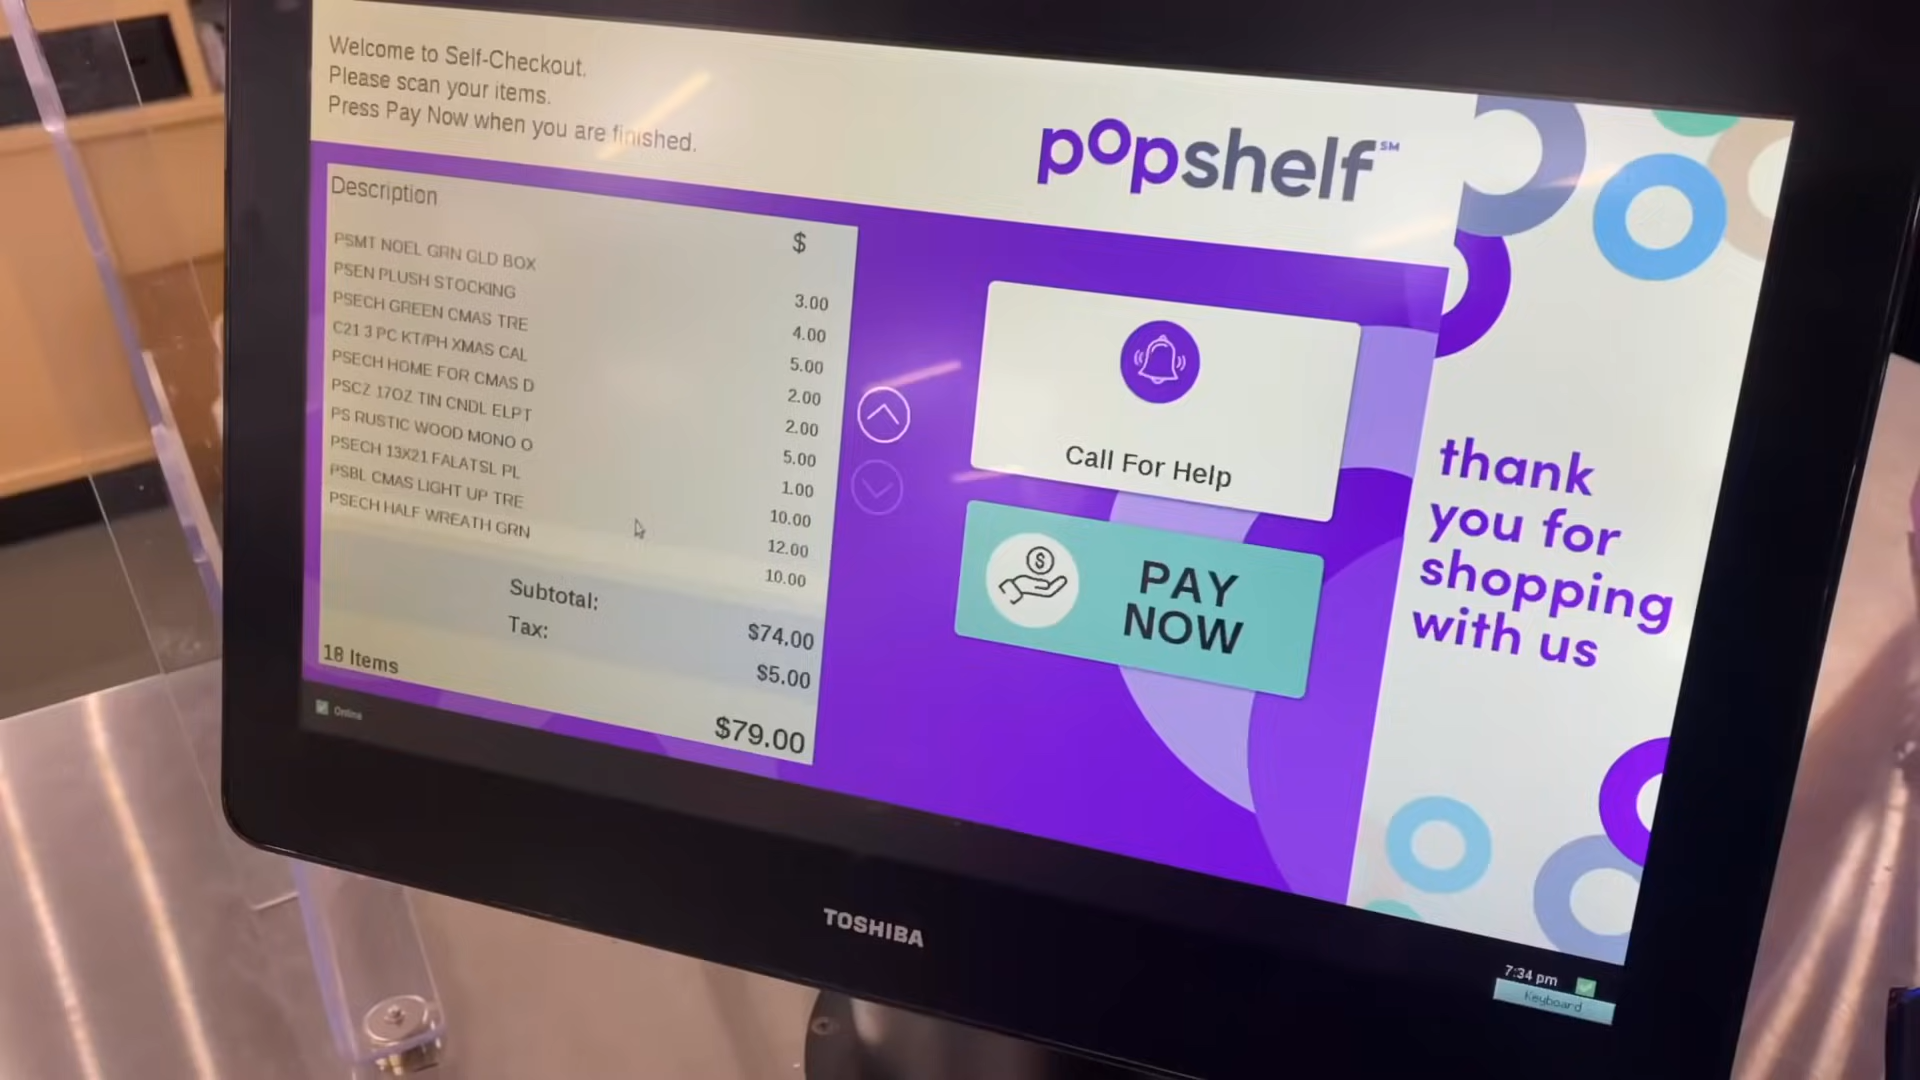 Welcome to Self-Checkout.
Please scan your items.
Press Pay Now when you are finished.
popshelf SM
Description $
PSMT NOEL GRN GLD BOX 3.00
PSEN PLUSH STOCKING 4.00
PSECH GREEN CMAS TRE 5.00
C21 3 PC KT/PH XMAS CAL 2.00
PSECH HOME FOR CMAS D 2.00
PSCZ 17OZ TIN CNDL ELPT 5.00
PS RUSTIC WOOD MONO O 1.00
PSECH 13X21 FALATSL PL 10.00
PSBL CMAS LIGHT UP TRE 12.00
PSECH HALF WREATH GRN 10.00
Subtotal: $74.00
Tax: $5.00
18 Items
$79.00
Online
Call For Help
PAY
NOW
thank
you for
shopping
with us
TOSHIBA
7:34 pm
Keyboard